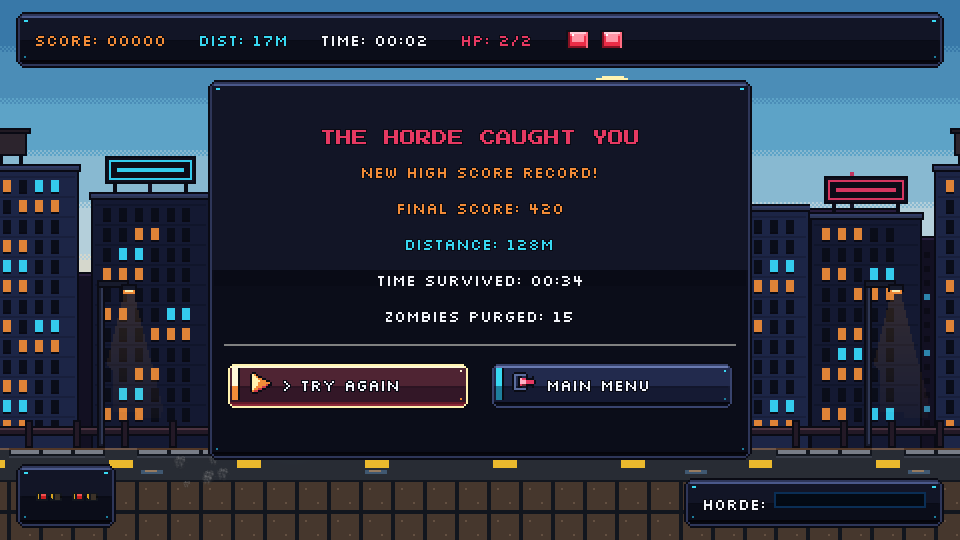 SCORE: 00000 DIST: 17M TIME: 00:02 HP: 2/2
THE HORDE CAUGHT YOU
NEW HIGH SCORE RECORD!
FINAL SCORE: 420
DISTANCE: 128M
TIME SURVIVED: 00:34
ZOMBIES PURGED: 15
> TRY AGAIN
MAIN MENU
HORDE: